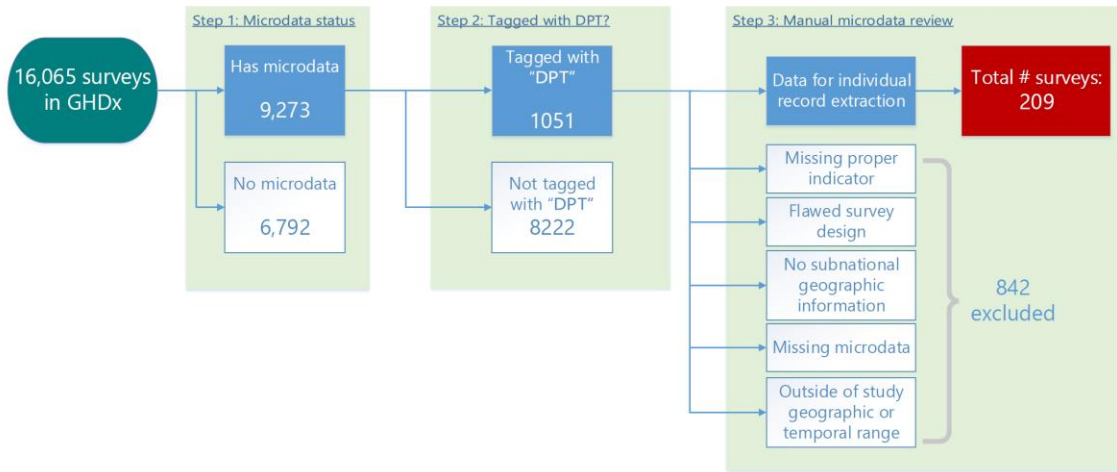 Step 1: Microdata status
Step 2: Tagged with DPT?
Step 3: Manual microdata review
16,065 surveys
in GHDx
Has microdata
9,273
No microdata
6,792
Tagged with
"DPT"
1051
Not tagged
with "DPT"
8222
Data for individual
record extraction
Total # surveys:
209
Missing proper
indicator
Flawed survey
design
No subnational
geographic
information
Missing microdata
Outside of study
geographic or
temporal range
842
excluded